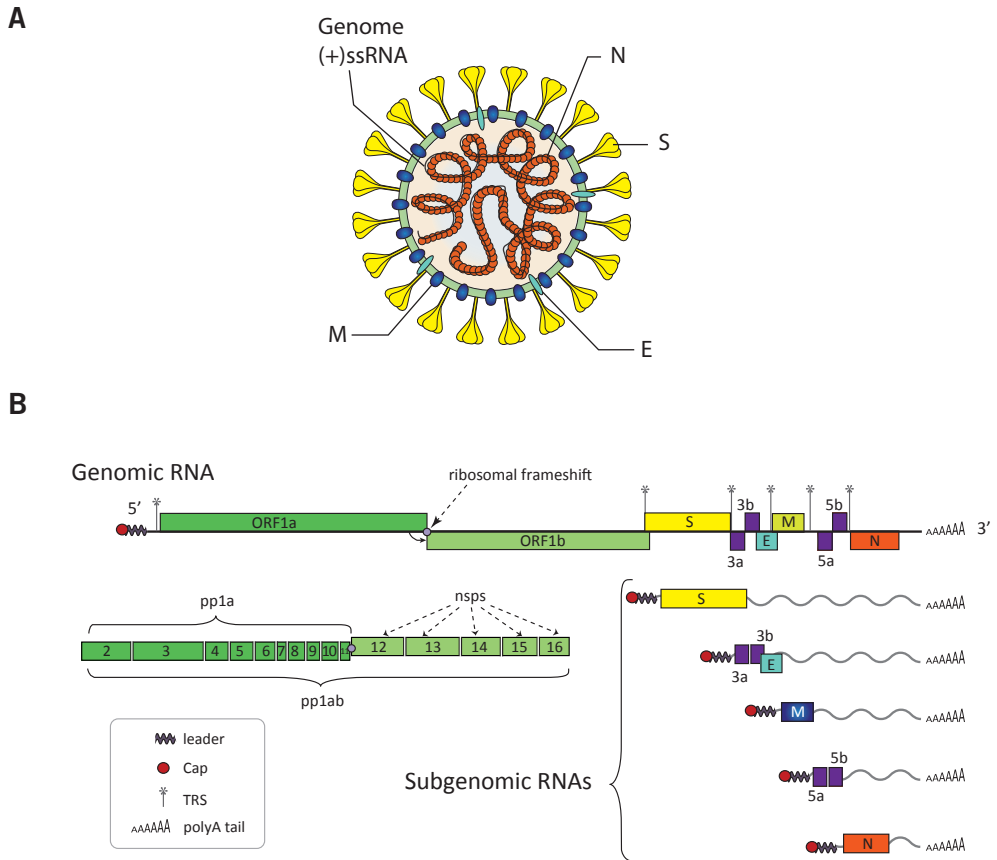 A
Genome
(+)ssRNA
N
S
M
E
B
Genomic RNA
ribosomal frameshift
5’
*
*
*
*
*
*
ORF1a
S
3b
M
5b
3’
AAAAAA
ORF1b
3a
E
5a
N
pp1a
nsps
2 3 4 5 6 7 8 9 10 11 12 13 14 15 16
pp1ab
S
AAAAAA
3b
3a
E
AAAAAA
M
AAAAAA
5b
5a
AAAAAA
N
AAAAAA
Subgenomic RNAs
leader
Cap
* TRS
AAAAAA polyA tail